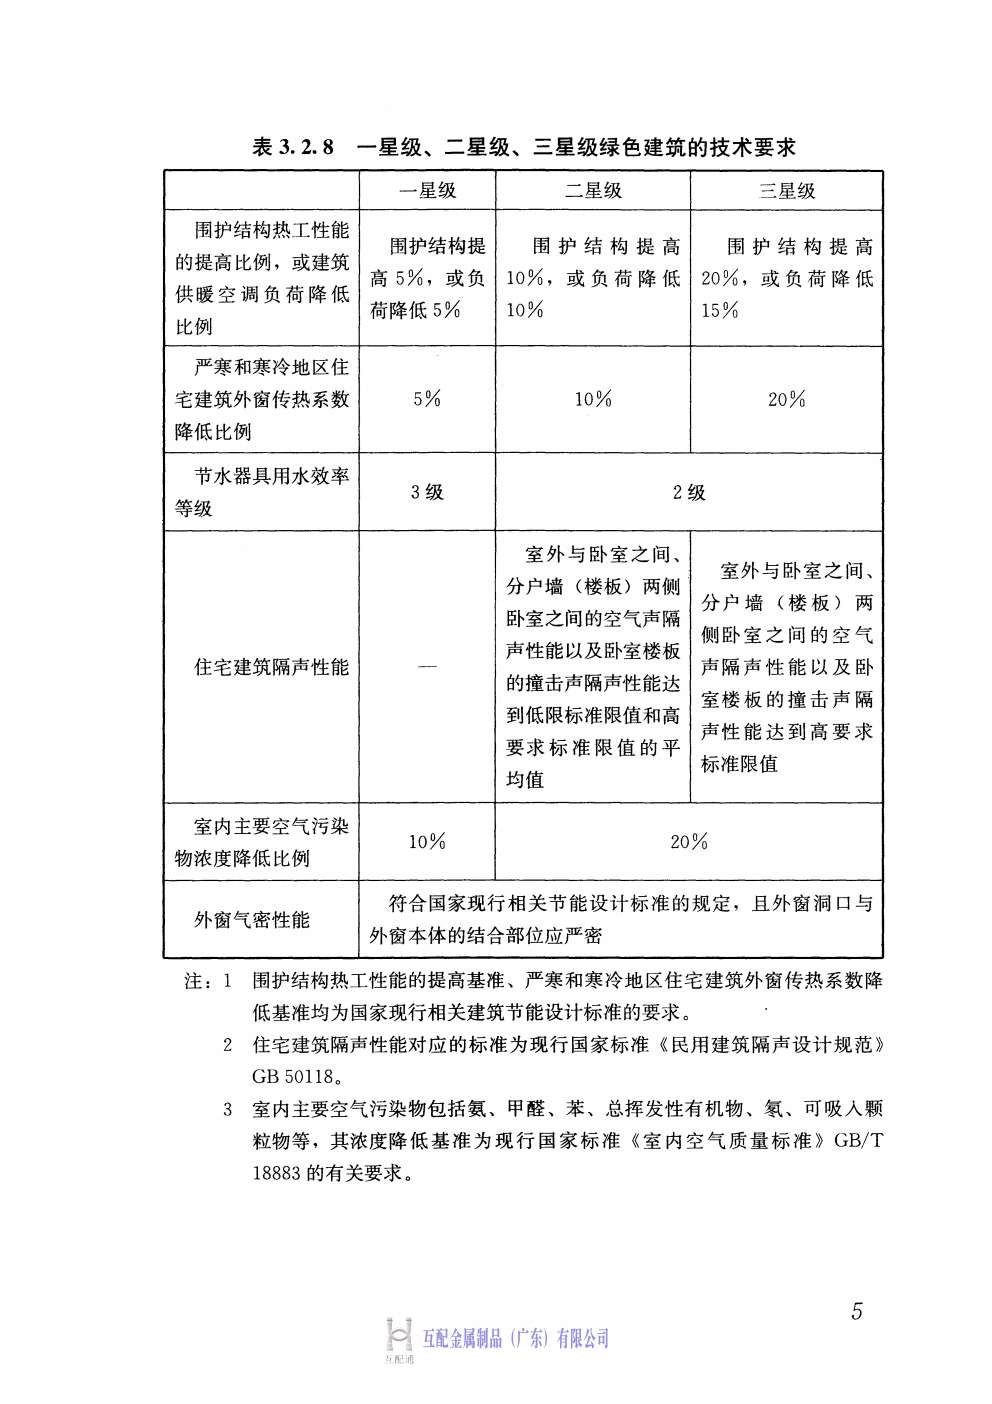 表 3. 2. 8　一星级、二星级、三星级绿色建筑的技术要求
一星级
二星级
三星级
围护结构热工性能
的提高比例，或建筑
供暖空调负荷降低
比例
围护结构提
高 5%，或负
荷降低 5%
围护结构提高
10%，或负荷降低
10%
围护结构提高
20%，或负荷降低
15%
严寒和寒冷地区住
宅建筑外窗传热系数
降低比例
5%
10%
20%
节水器具用水效率
等级
3 级
2 级
住宅建筑隔声性能
—
室外与卧室之间、
分户墙（楼板）两侧
卧室之间的空气声隔
声性能以及卧室楼板
的撞击声隔声性能达
到低限标准限值和高
要求标准限值的平
均值
室外与卧室之间、
分户墙（楼板）两
侧卧室之间的空气
声隔声性能以及卧
室楼板的撞击声隔
声性能达到高要求
标准限值
室内主要空气污染
物浓度降低比例
10%
20%
外窗气密性能
符合国家现行相关节能设计标准的规定，且外窗洞口与
外窗本体的结合部位应严密
注：1　围护结构热工性能的提高基准、严寒和寒冷地区住宅建筑外窗传热系数降
低基准均为国家现行相关建筑节能设计标准的要求。
2　住宅建筑隔声性能对应的标准为现行国家标准《民用建筑隔声设计规范》
GB 50118。
3　室内主要空气污染物包括氨、甲醛、苯、总挥发性有机物、氡、可吸入颗
粒物等，其浓度降低基准为现行国家标准《室内空气质量标准》GB/T
18883 的有关要求。
5
互配金属制品（广东）有限公司
互配通